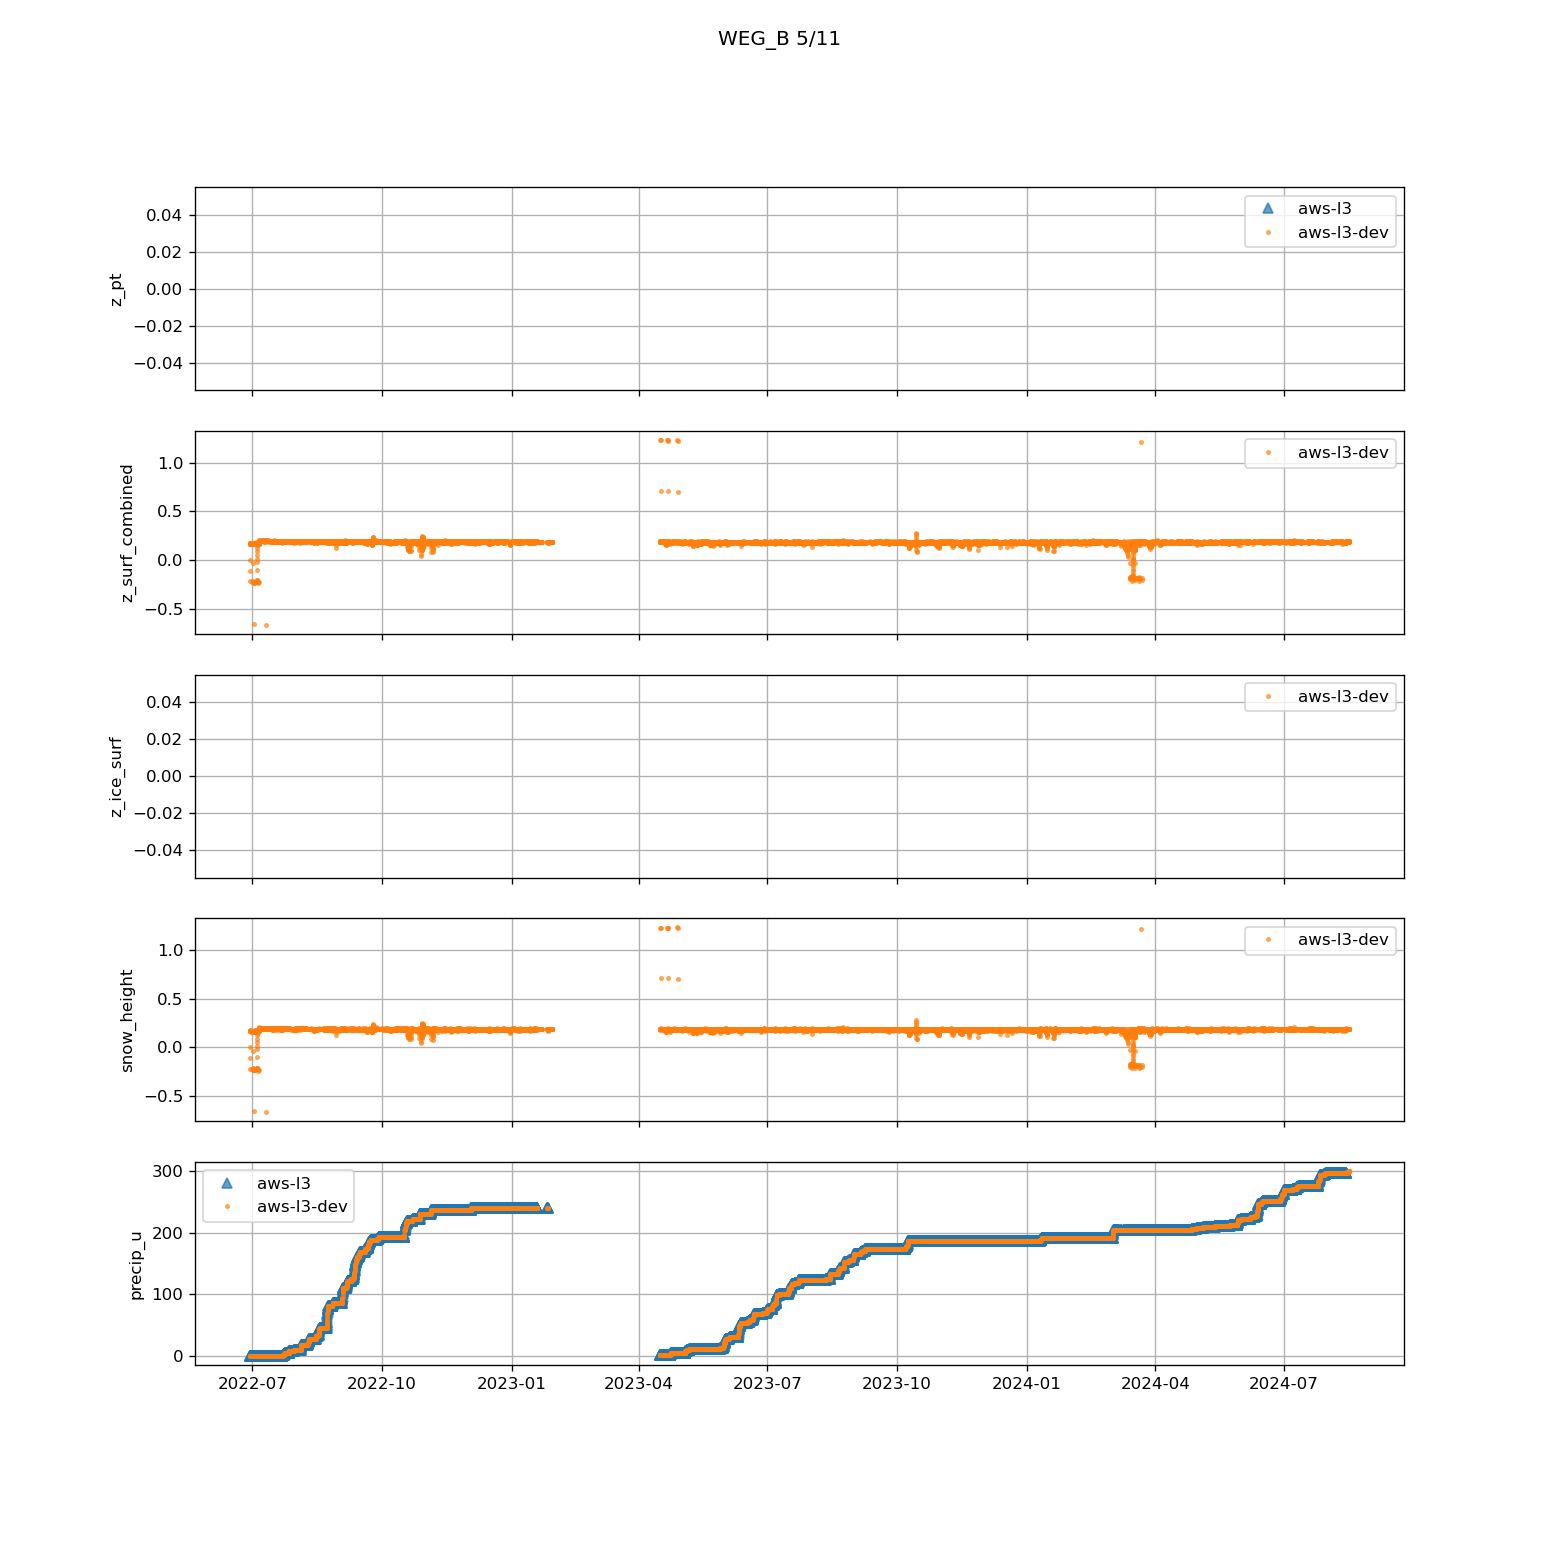 WEG_B 5/11
z_pt
0.04
0.02
0.00
−0.02
−0.04
aws-l3
aws-l3-dev
z_surf_combined
1.0
0.5
0.0
−0.5
aws-l3-dev
z_ice_surf
0.04
0.02
0.00
−0.02
−0.04
aws-l3-dev
snow_height
1.0
0.5
0.0
−0.5
aws-l3-dev
precip_u
300
200
100
0
aws-l3
aws-l3-dev
2022-07 2022-10 2023-01 2023-04 2023-07 2023-10 2024-01 2024-04 2024-07